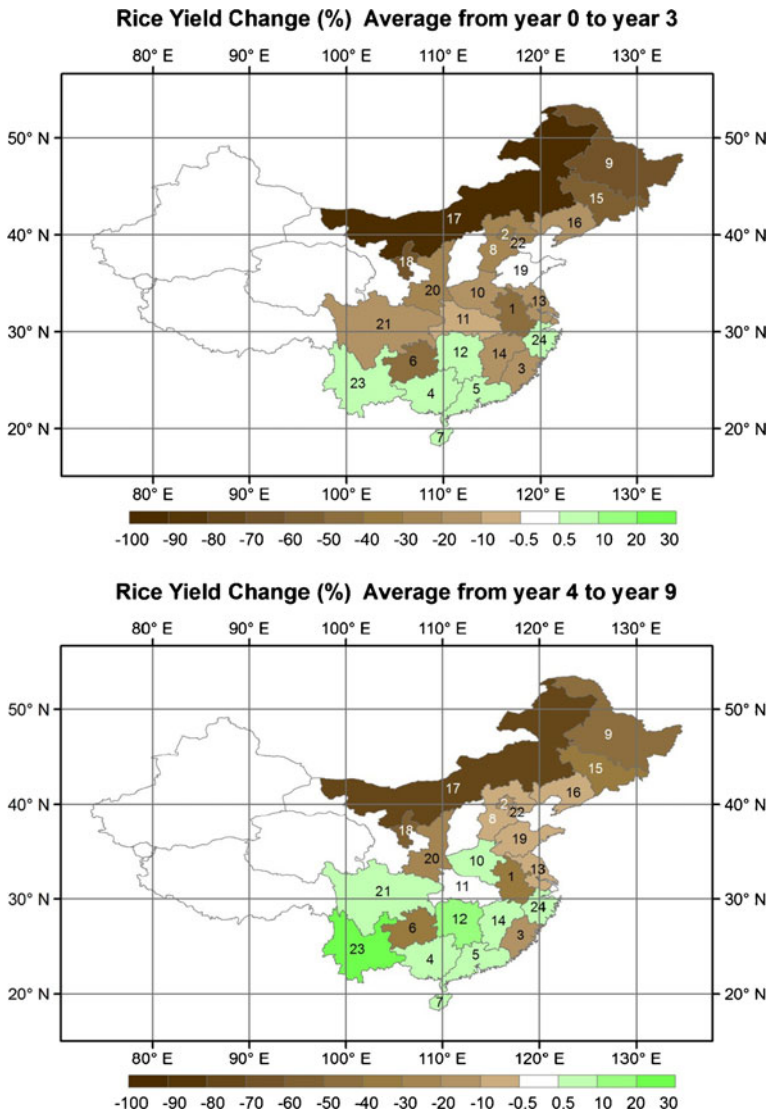 Rice Yield Change (%) Average from year 0 to year 3
80° E 90° E 100° E 110° E 120° E 130° E
50° N 50° N
9
15
17 16
40° N 40° N
2
22
8
18 19
20 10 13
1
30° N 21 11 30° N
24
12
6 14
3
23 4 5
20° N 20° N
7
80° E 90° E 100° E 110° E 120° E 130° E
-100 -90 -80 -70 -60 -50 -40 -30 -20 -10 -0.5 0.5 10 20 30
Rice Yield Change (%) Average from year 4 to year 9
80° E 90° E 100° E 110° E 120° E 130° E
50° N 50° N
9
15
17 16
40° N 40° N
2
22
8
18 19
20 10 13
1
30° N 21 11 30° N
24
12
6 14
3
23 4 5
20° N 20° N
7
80° E 90° E 100° E 110° E 120° E 130° E
-100 -90 -80 -70 -60 -50 -40 -30 -20 -10 -0.5 0.5 10 20 30